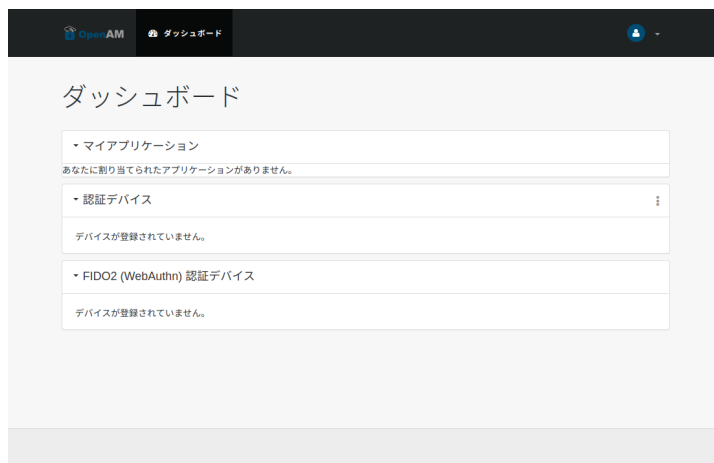 OpenAM ダッシュボード
ダッシュボード
マイアプリケーション
あなたに割り当てられたアプリケーションがありません。
認証デバイス
デバイスが登録されていません。
FIDO2 (WebAuthn) 認証デバイス
デバイスが登録されていません。